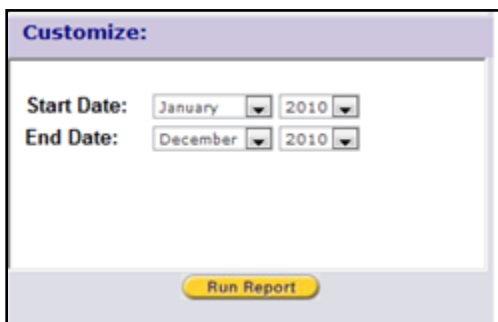 Customize:
Start Date: January 2010
End Date: December 2010
Run Report